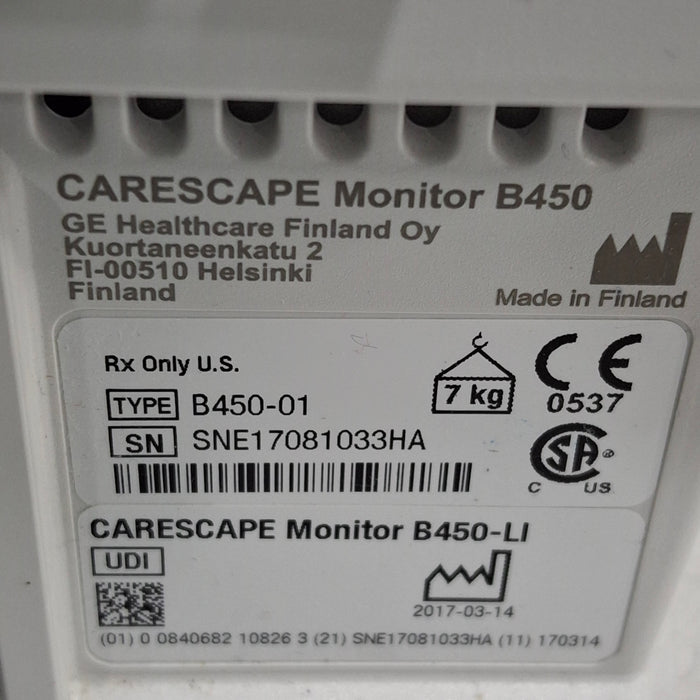 CARESCAPE Monitor B450
GE Healthcare Finland Oy
Kuortaneenkatu 2
FI-00510 Helsinki
Finland
Made in Finland
Rx Only U.S.
TYPE B450-01
SN SNE17081033HA
7 kg
CE
0537
CSA®
C US
CARESCAPE Monitor B450-LI
UDI
2017-03-14
(01) 0 0840682 10826 3 (21) SNE17081033HA (11) 170314